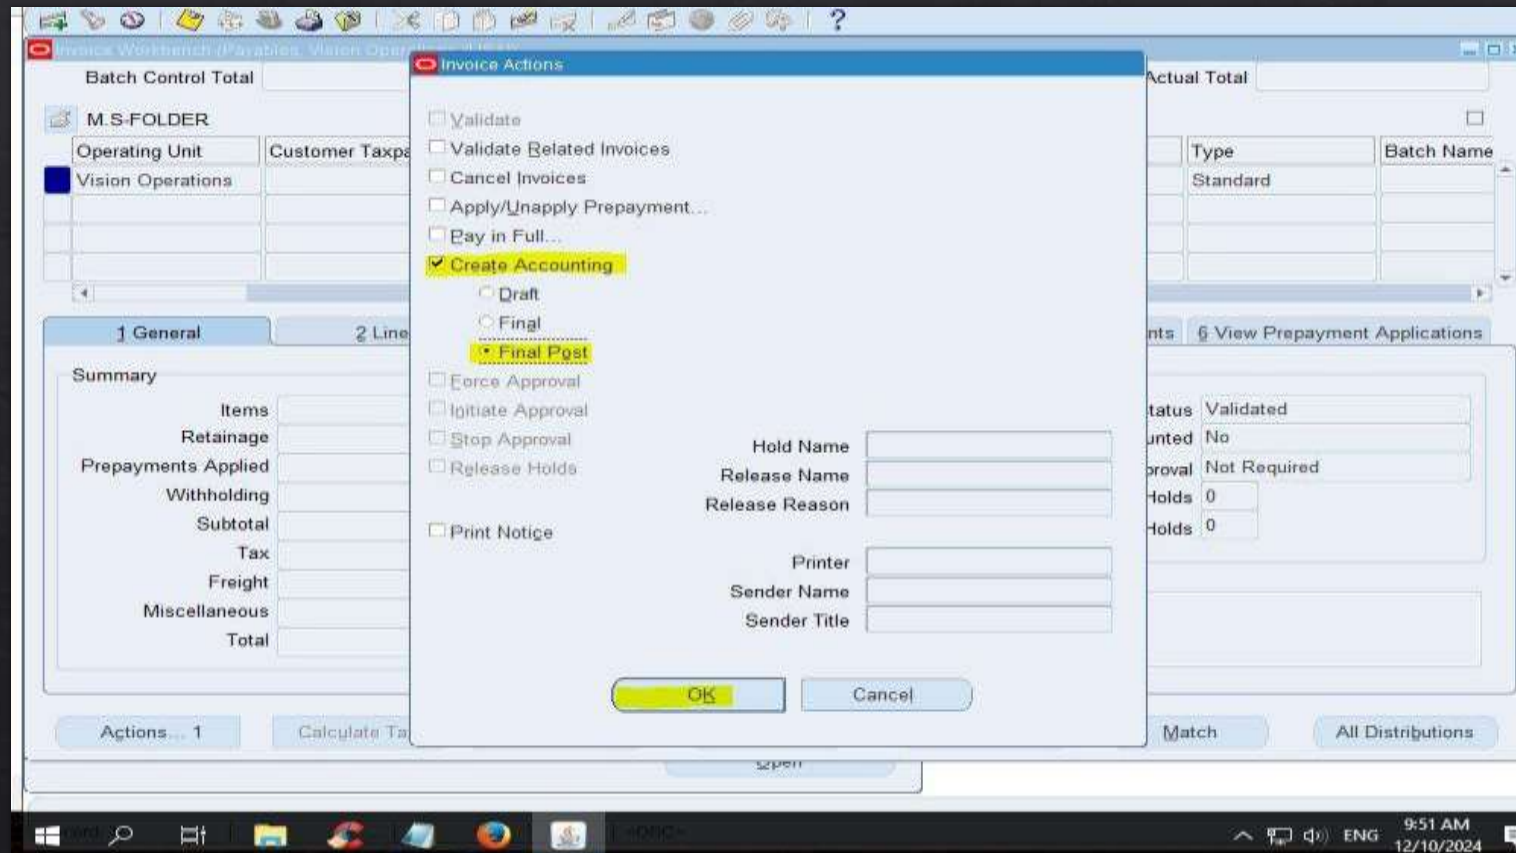 Invoice Workbench (Payables, Vision Oper
Invoice Actions
Batch Control Total
Actual Total
M.S-FOLDER
Operating Unit
Customer Taxpa
Type
Batch Name
Vision Operations
Standard
Validate
Validate Related Invoices
Cancel Invoices
Apply/Unapply Prepayment...
Pay in Full...
Create Accounting
Draft
Final
Final Post
Force Approval
Initiate Approval
Stop Approval
Release Holds
Print Notice
Hold Name
Release Name
Release Reason
Printer
Sender Name
Sender Title
OK
Cancel
1 General
2 Line
nts
6 View Prepayment Applications
Summary
Items
Retainage
Prepayments Applied
Withholding
Subtotal
Tax
Freight
Miscellaneous
Total
tatus Validated
unted No
proval Not Required
Holds 0
Holds 0
Actions... 1
Calculate Ta
Match
All Distributions
Open
ENG
9:51 AM
12/10/2024